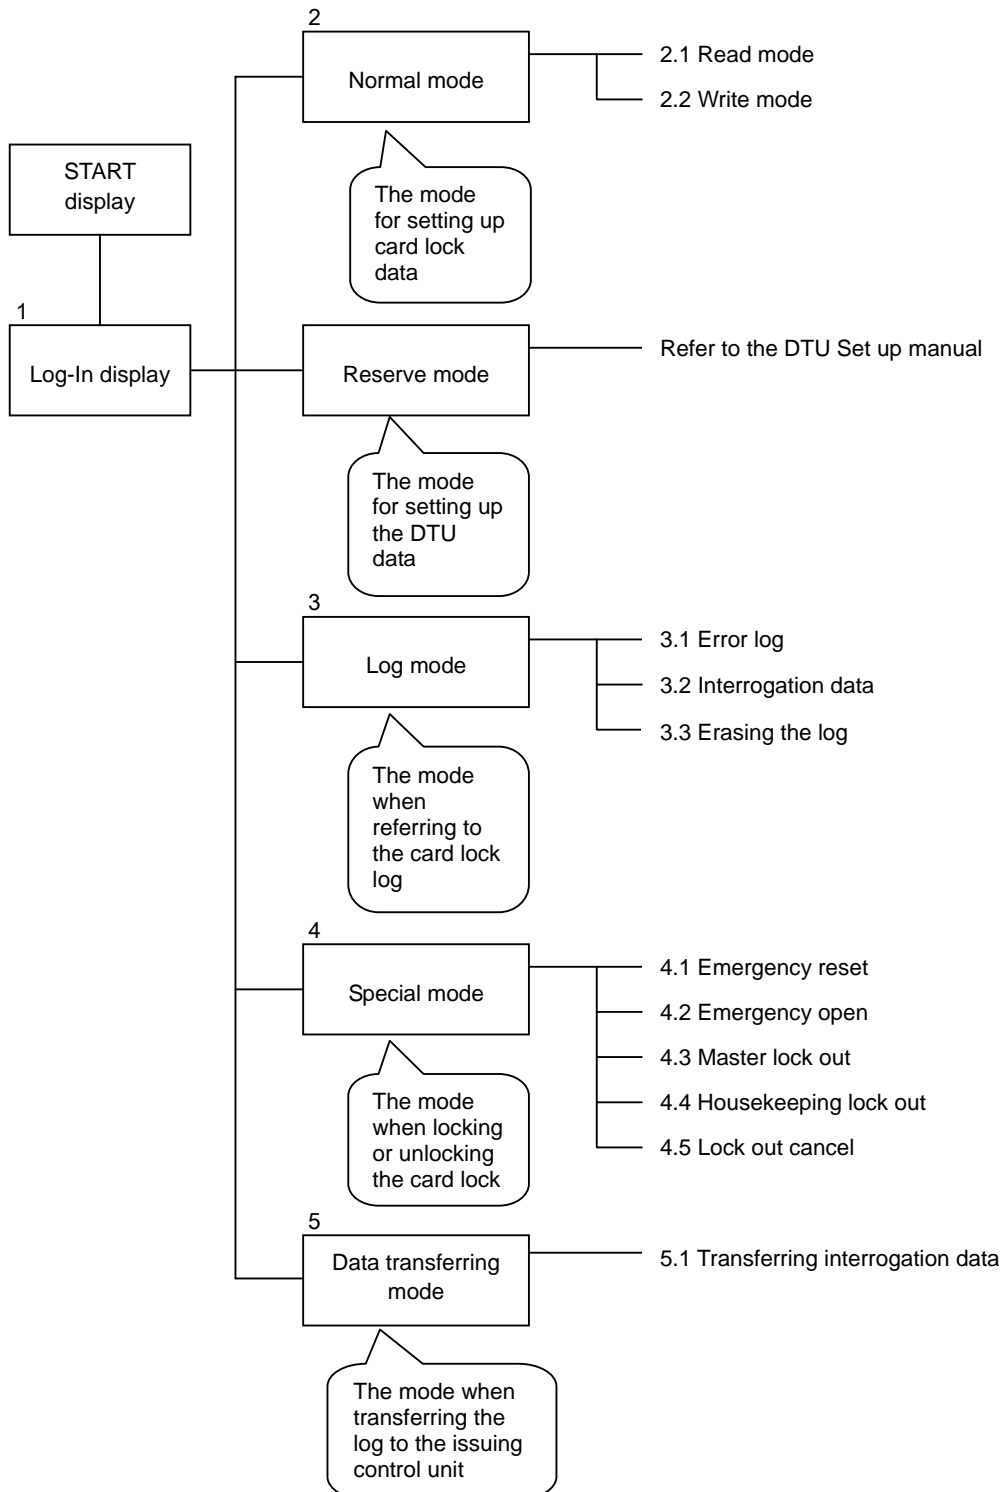 2
Normal mode
2.1 Read mode
2.2 Write mode
START
display
The mode
for setting up
card lock
data
1
Log-In display
Reserve mode
Refer to the DTU Set up manual
The mode
for setting up
the DTU
data
3
Log mode
3.1 Error log
3.2 Interrogation data
3.3 Erasing the log
The mode
when
referring to
the card lock
log
4
Special mode
4.1 Emergency reset
4.2 Emergency open
4.3 Master lock out
4.4 Housekeeping lock out
4.5 Lock out cancel
The mode
when locking
or unlocking
the card lock
5
Data transferring
mode
5.1 Transferring interrogation data
The mode when
transferring the
log to the issuing
control unit